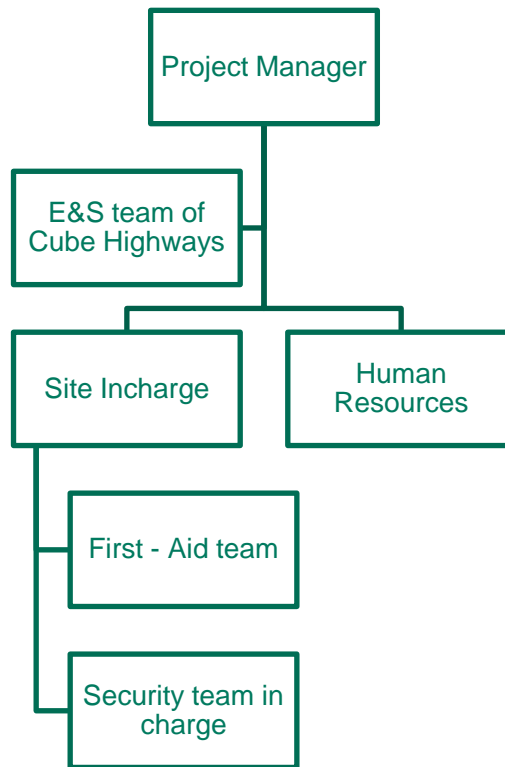 Project Manager
E&S team of
Cube Highways
Site Incharge
Human
Resources
First - Aid team
Security team in
charge